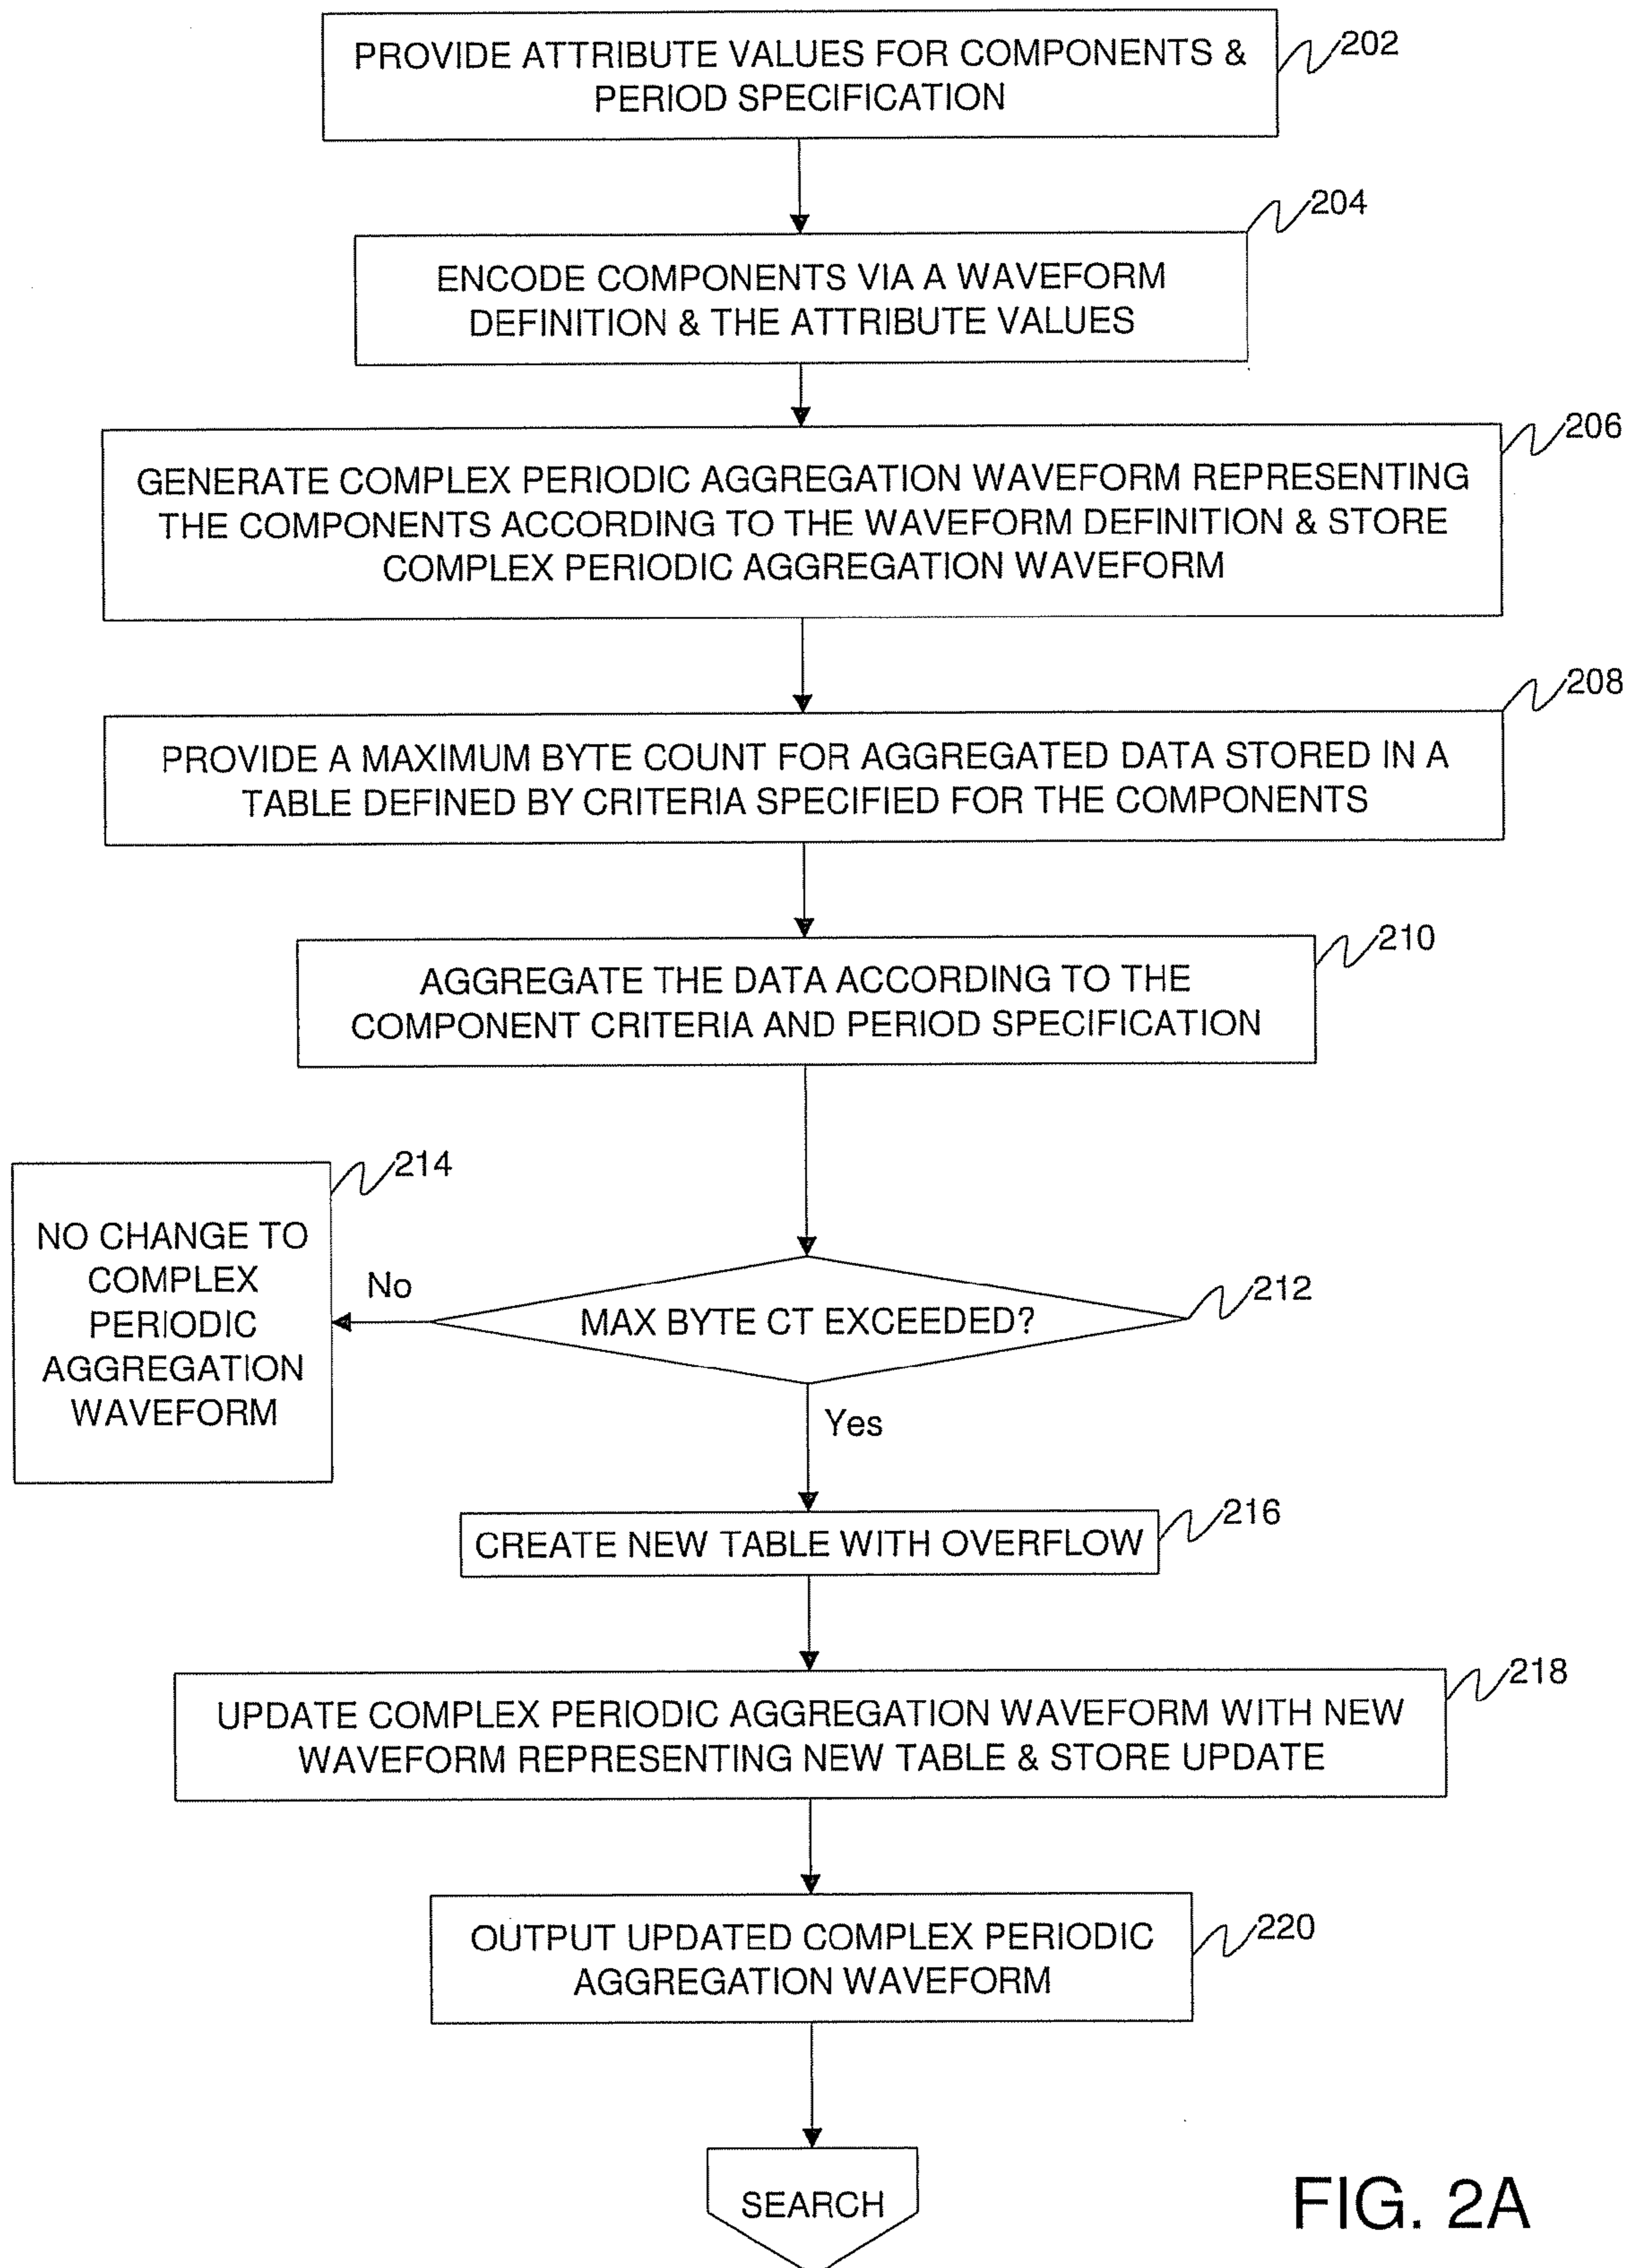 PROVIDE ATTRIBUTE VALUES FOR COMPONENTS &
PERIOD SPECIFICATION
202
204
ENCODE COMPONENTS VIA A WAVEFORM
DEFINITION & THE ATTRIBUTE VALUES
206
GENERATE COMPLEX PERIODIC AGGREGATION WAVEFORM REPRESENTING
THE COMPONENTS ACCORDING TO THE WAVEFORM DEFINITION & STORE
COMPLEX PERIODIC AGGREGATION WAVEFORM
208
PROVIDE A MAXIMUM BYTE COUNT FOR AGGREGATED DATA STORED IN A
TABLE DEFINED BY CRITERIA SPECIFIED FOR THE COMPONENTS
210
AGGREGATE THE DATA ACCORDING TO THE
COMPONENT CRITERIA AND PERIOD SPECIFICATION
214
NO CHANGE TO
COMPLEX
PERIODIC
AGGREGATION
WAVEFORM
No
MAX BYTE CT EXCEEDED?
212
Yes
216
CREATE NEW TABLE WITH OVERFLOW
218
UPDATE COMPLEX PERIODIC AGGREGATION WAVEFORM WITH NEW
WAVEFORM REPRESENTING NEW TABLE & STORE UPDATE
220
OUTPUT UPDATED COMPLEX PERIODIC
AGGREGATION WAVEFORM
SEARCH
FIG. 2A